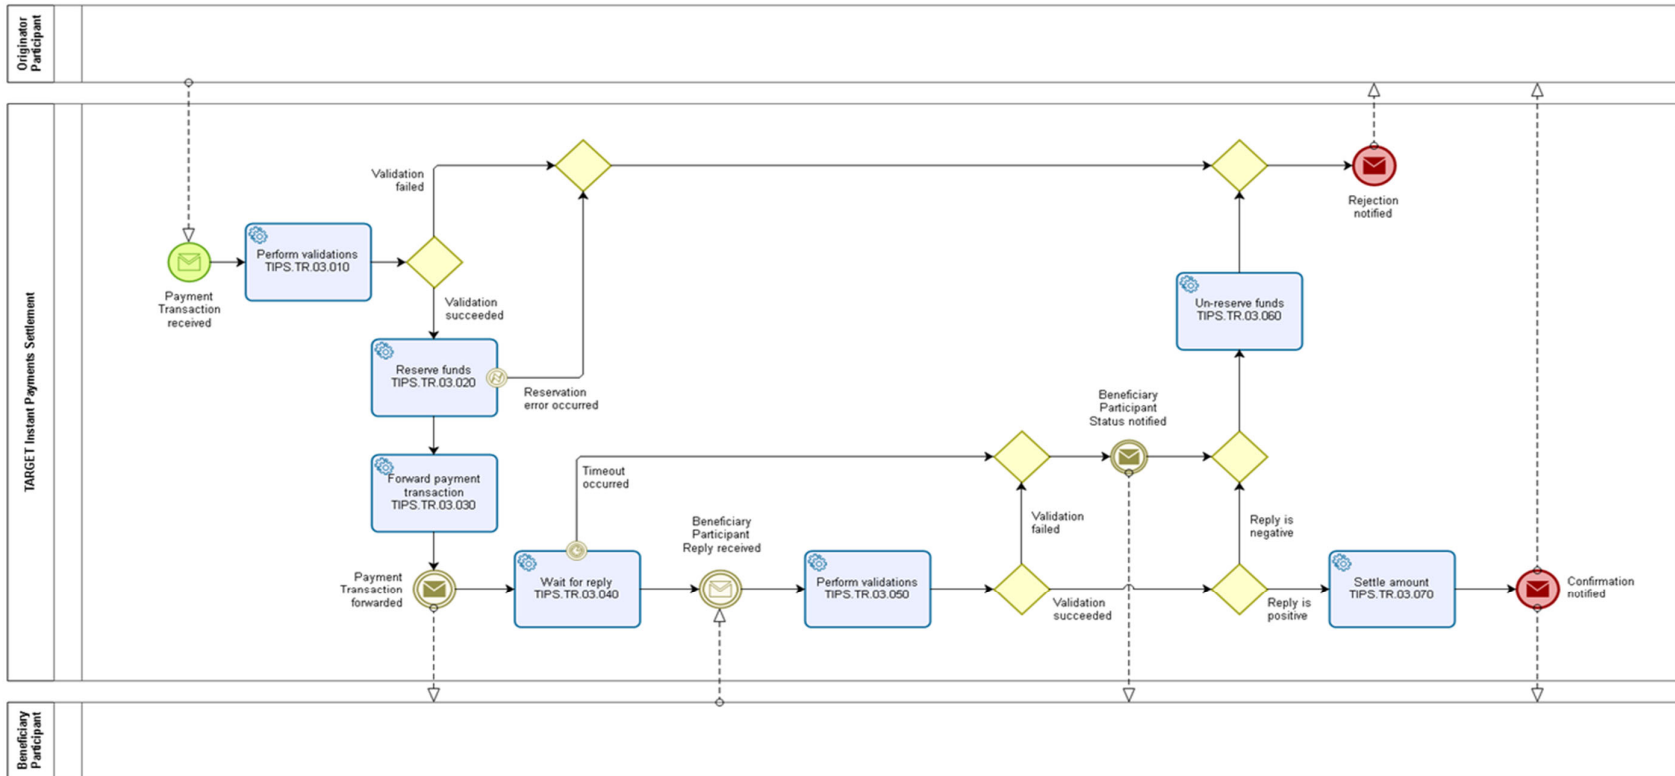 Originator
Participant
TARGET Instant Payments Settlement
Beneficiary
Participant
Payment
Transaction
received
Perform validations
TIPS.TR.03.010
Validation
failed
Validation
succeeded
Reserve funds
TIPS.TR.03.020
Reservation
error occurred
Forward payment
transaction
TIPS.TR.03.030
Payment
Transaction
forwarded
Timeout
occurred
Wait for reply
TIPS.TR.03.040
Beneficiary
Participant
Reply received
Perform validations
TIPS.TR.03.050
Validation
failed
Validation
succeeded
Beneficiary
Participant
Status notified
Reply is
negative
Reply is
positive
Un-reserve funds
TIPS.TR.03.060
Rejection
notified
Settle amount
TIPS.TR.03.070
Confirmation
notified